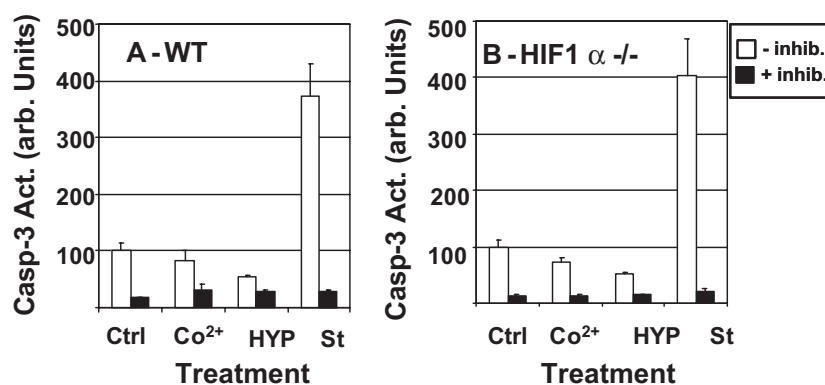 A - WT
Casp-3 Act. (arb. Units)
500
400
300
200
100
Ctrl Co²⁺ HYP St
Treatment
B - HIF1 α -/-
Casp-3 Act. (arb. Units)
500
400
300
200
100
0
Ctrl Co²⁺ HYP St
Treatment
- inhib.
+ inhib.